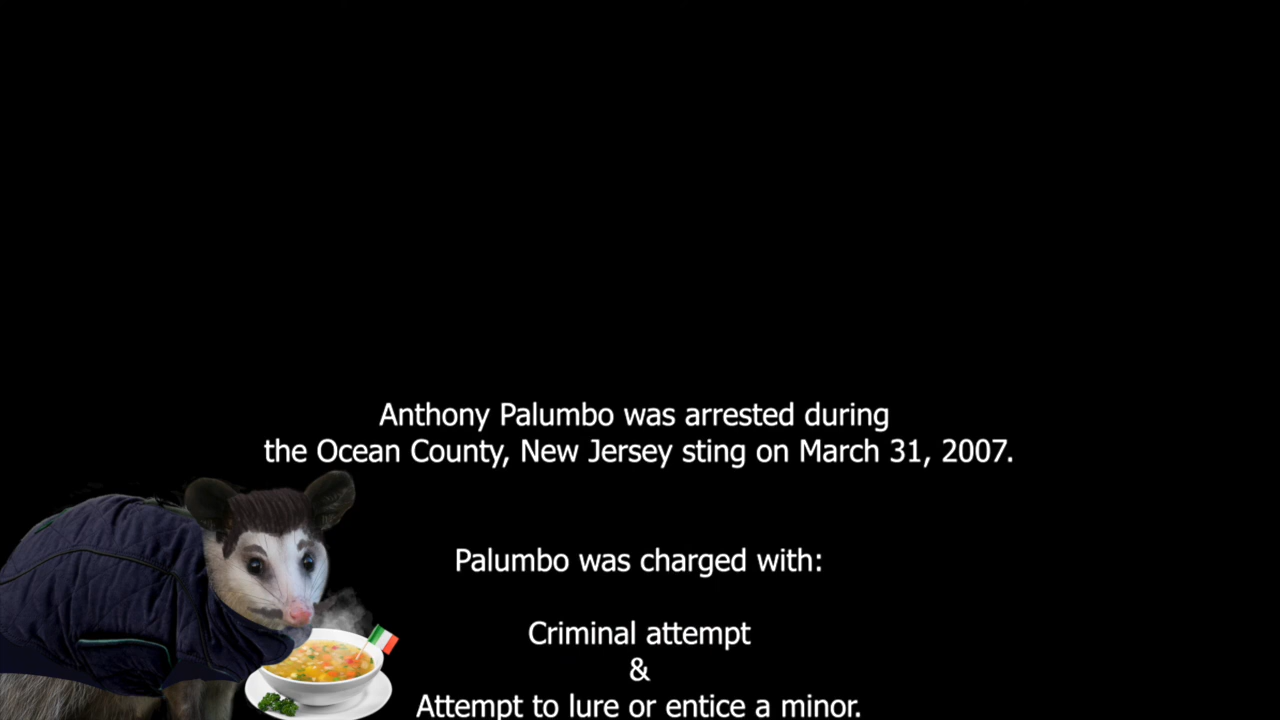 Anthony Palumbo was arrested during
the Ocean County, New Jersey sting on March 31, 2007.
Palumbo was charged with:
Criminal attempt
&
Attempt to lure or entice a minor.